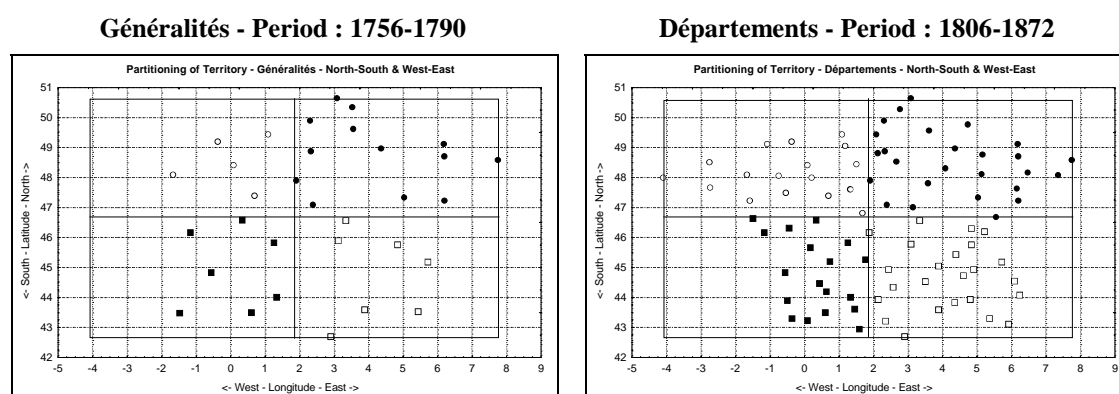 Généralités - Period : 1756-1790
Partitioning of Territory - Généralités - North-South & West-East
<- South - Latitude - North ->
51
50
49
48
47
46
45
44
43
42
-5 -4 -3 -2 -1 0 1 2 3 4 5 6 7 8 9
<- West - Longitude - East ->
Départements - Period : 1806-1872
Partitioning of Territory - Départements - North-South & West-East
<- South - Latitude - North ->
51
50
49
48
47
46
45
44
43
42
-5 -4 -3 -2 -1 0 1 2 3 4 5 6 7 8 9
<- West - Longitude - East ->